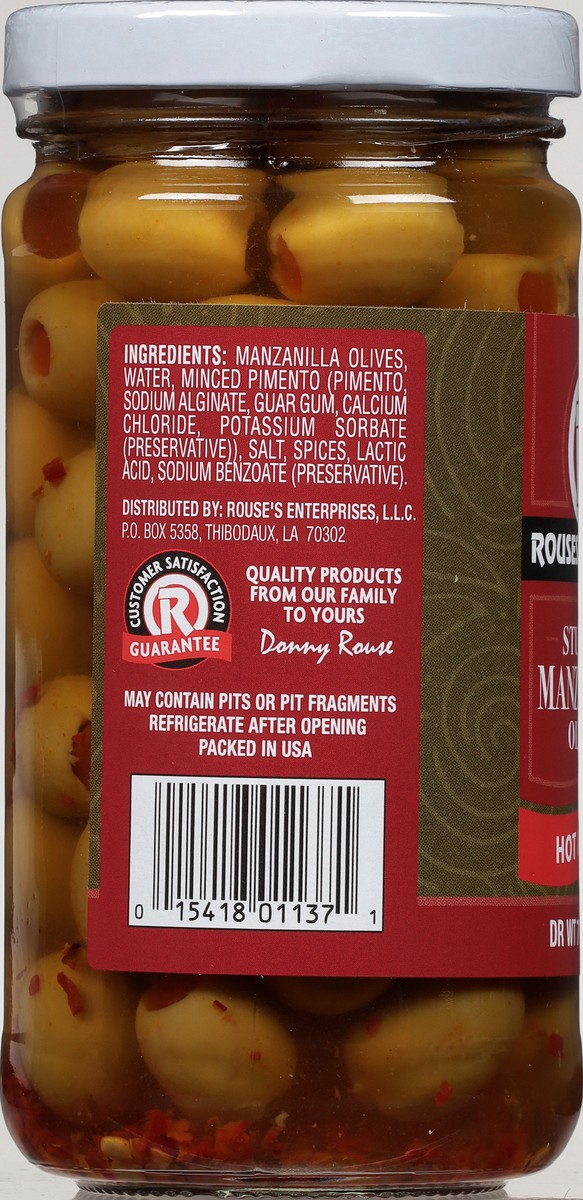 INGREDIENTS: MANZANILLA OLIVES,
WATER, MINCED PIMENTO (PIMENTO,
SODIUM ALGINATE, GUAR GUM, CALCIUM
CHLORIDE, POTASSIUM SORBATE
(PRESERVATIVE)), SALT, SPICES, LACTIC
ACID, SODIUM BENZOATE (PRESERVATIVE).
DISTRIBUTED BY: ROUSE'S ENTERPRISES, L.L.C.
P.O. BOX 5358, THIBODAUX, LA 70302
CUSTOMER SATISFACTION
R
GUARANTEE
QUALITY PRODUCTS
FROM OUR FAMILY
TO YOURS
Donny Rouse
MAY CONTAIN PITS OR PIT FRAGMENTS
REFRIGERATE AFTER OPENING
PACKED IN USA
0 15418 01137 1
ROUSE
HOT
DR WT